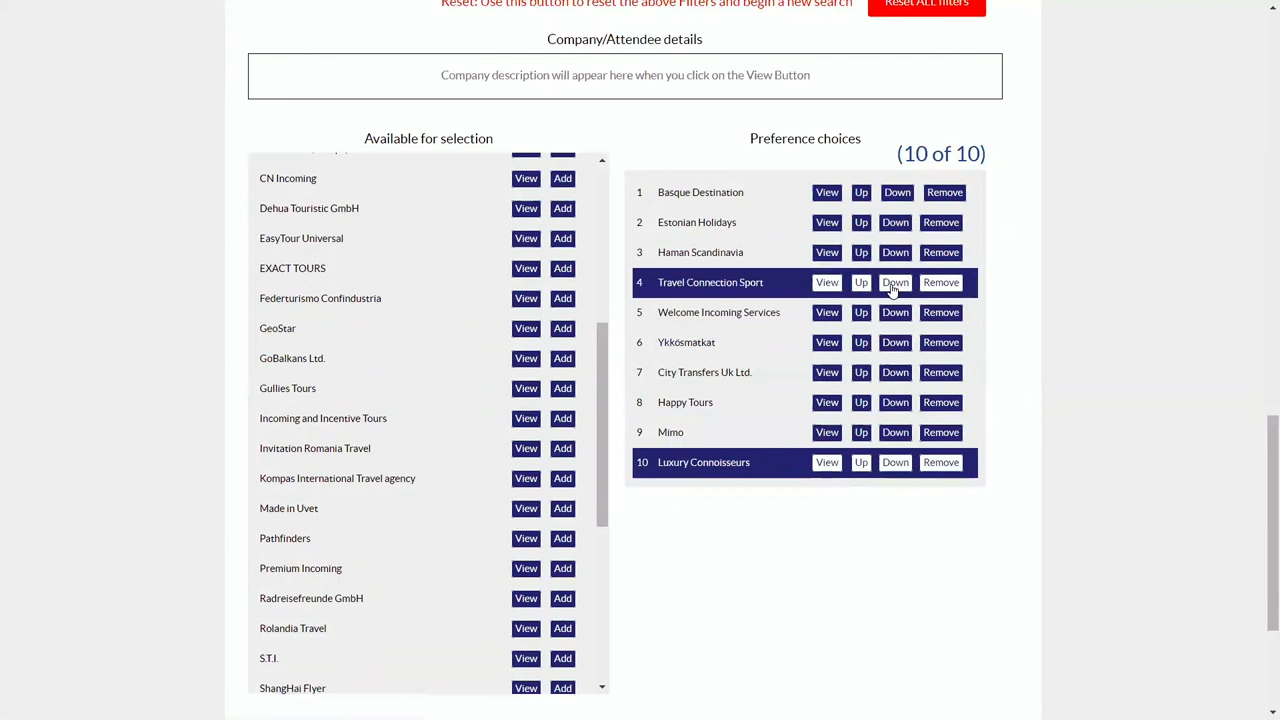 Reset: Use this button to reset the above Filters and begin a new search
Reset ALL filters
Company/Attendee details
Company description will appear here when you click on the View Button
Available for selection
View Add
CN Incoming View Add
Dehua Touristic GmbH View Add
EasyTour Universal View Add
EXACT TOURS View Add
Federturismo Confindustria View Add
GeoStar View Add
GoBalkans Ltd. View Add
Gullies Tours View Add
Incoming and Incentive Tours View Add
Invitation Romania Travel View Add
Kompas International Travel agency View Add
Made in Uvet View Add
Pathfinders View Add
Premium Incoming View Add
Radreisefreunde GmbH View Add
Rolandia Travel View Add
S.T.I. View Add
ShangHai Flyer View Add
Preference choices
(10 of 10)
1 Basque Destination View Up Down Remove
2 Estonian Holidays View Up Down Remove
3 Haman Scandinavia View Up Down Remove
4 Travel Connection Sport View Up Down Remove
5 Welcome Incoming Services View Up Down Remove
6 Ykkösmatkat View Up Down Remove
7 City Transfers Uk Ltd. View Up Down Remove
8 Happy Tours View Up Down Remove
9 Mimo View Up Down Remove
10 Luxury Connoisseurs View Up Down Remove